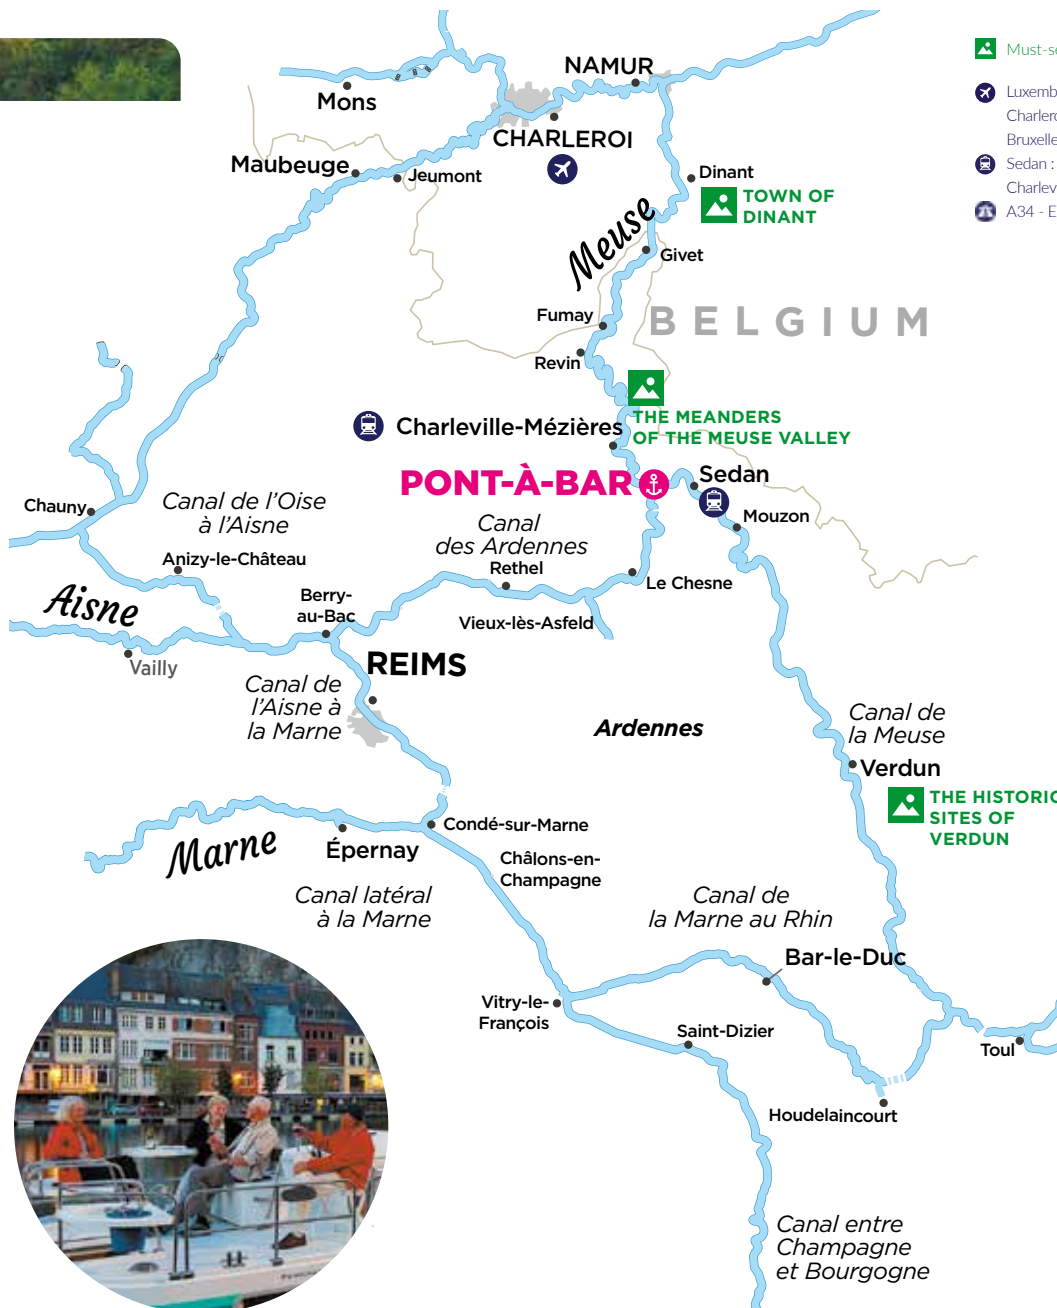 NAMUR
Mons
CHARLEROI
Maubeuge
Jeumont
Dinant
TOWN OF
DINANT
Meuse
Givet
Fumay
BELGIUM
Revin
Charleville-Mézières
THE MEANDERS
OF THE MEUSE VALLEY
PONT-À-BAR
Sedan
Mouzon
Chauny
Canal de l’Oise
à l’Aisne
Canal
des Ardennes
Anizy-le-Château
Rethel
Le Chesne
Aisne
Berry-
au-Bac
Vieux-lès-Asfeld
Vailly
REIMS
Canal de
l’Aisne à
la Marne
Ardennes
Canal de
la Meuse
Verdun
THE HISTORIC
SITES OF
VERDUN
Marne
Épernay
Condé-sur-Marne
Châlons-en-
Champagne
Canal latéral
à la Marne
Canal de
la Marne au Rhin
Bar-le-Duc
Vitry-le-
François
Saint-Dizier
Toul
Houdelaincourt
Canal entre
Champagne
et Bourgogne
Must-se
Luxemb
Charlero
Bruxelle
Sedan :
Charlev
A34 - E